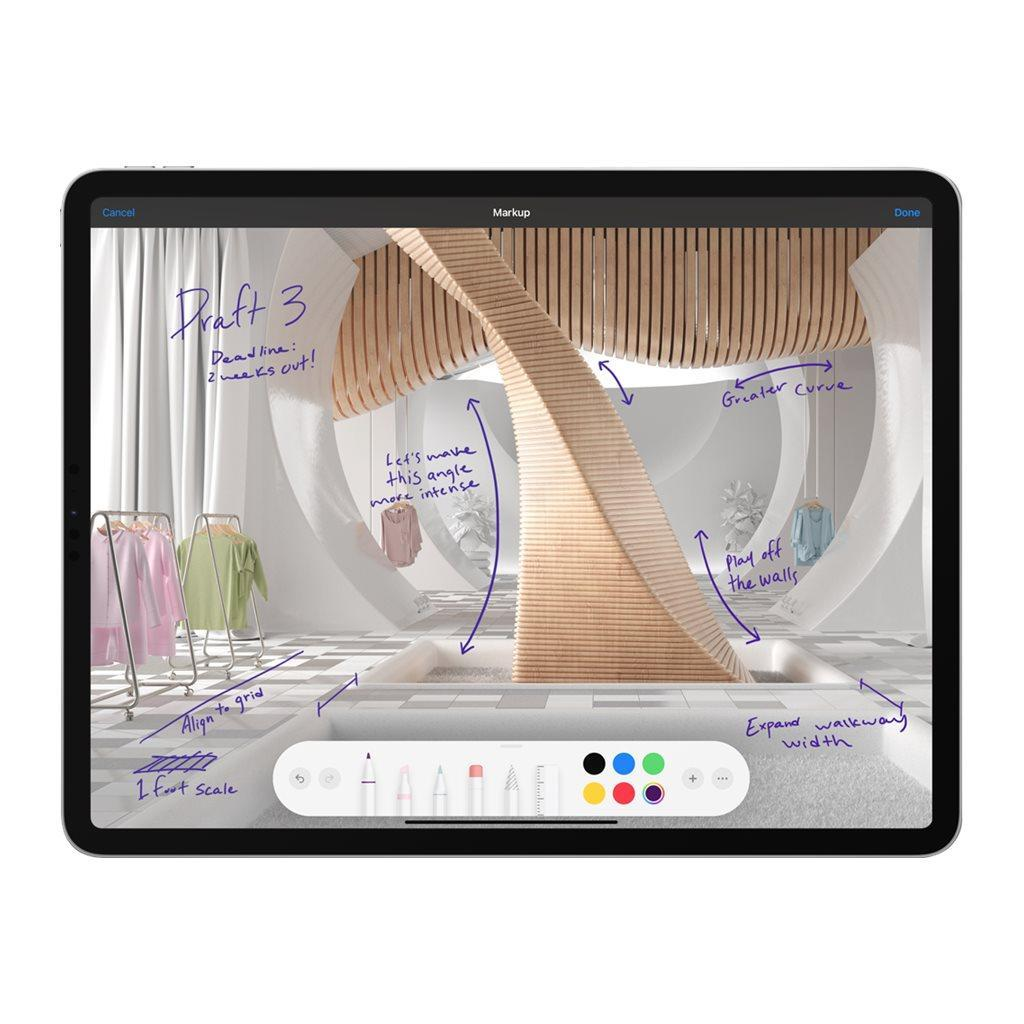 Cancel
Markup
Done
Draft 3
Deadline:
2 weeks out!
Greater curve
Let's make
this angle
more intense
Play off
the walls
Align to grid
Expand walkway
width
1 foot scale